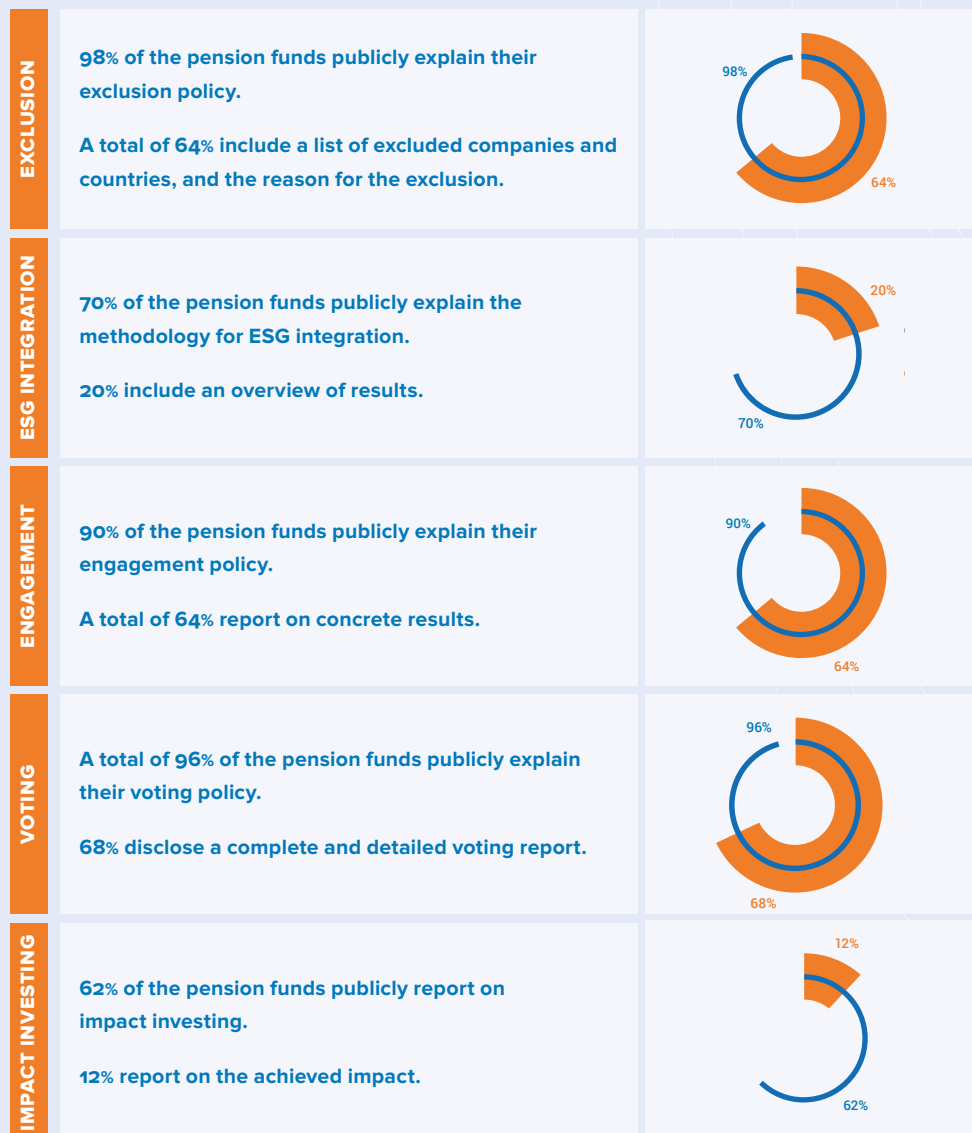 EXCLUSION
98% of the pension funds publicly explain their
exclusion policy.
A total of 64% include a list of excluded companies and
countries, and the reason for the exclusion.
98%
64%
ESG INTEGRATION
70% of the pension funds publicly explain the
methodology for ESG integration.
20% include an overview of results.
20%
70%
ENGAGEMENT
90% of the pension funds publicly explain their
engagement policy.
A total of 64% report on concrete results.
90%
64%
VOTING
A total of 96% of the pension funds publicly explain
their voting policy.
68% disclose a complete and detailed voting report.
96%
68%
IMPACT INVESTING
62% of the pension funds publicly report on
impact investing.
12% report on the achieved impact.
12%
62%